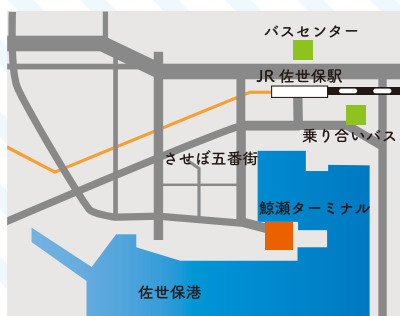 バスセンター
JR 佐世保駅
乗り合いバス
させぼ五番街
鯨瀬ターミナル
佐世保港